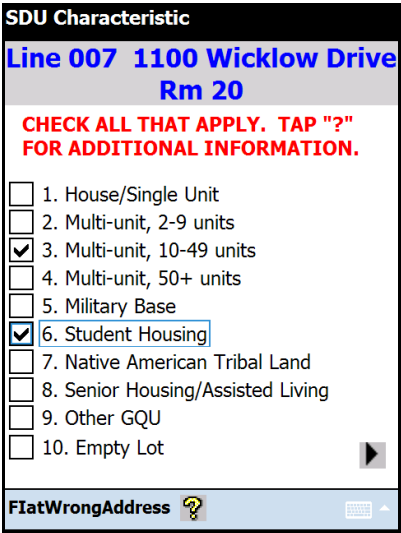 SDU Characteristic
Line 007 1100 Wicklow Drive
Rm 20
CHECK ALL THAT APPLY. TAP "?"
FOR ADDITIONAL INFORMATION.
1. House/Single Unit
2. Multi-unit, 2-9 units
3. Multi-unit, 10-49 units
4. Multi-unit, 50+ units
5. Military Base
6. Student Housing
7. Native American Tribal Land
8. Senior Housing/Assisted Living
9. Other GQU
10. Empty Lot
FIatWrongAddress ?